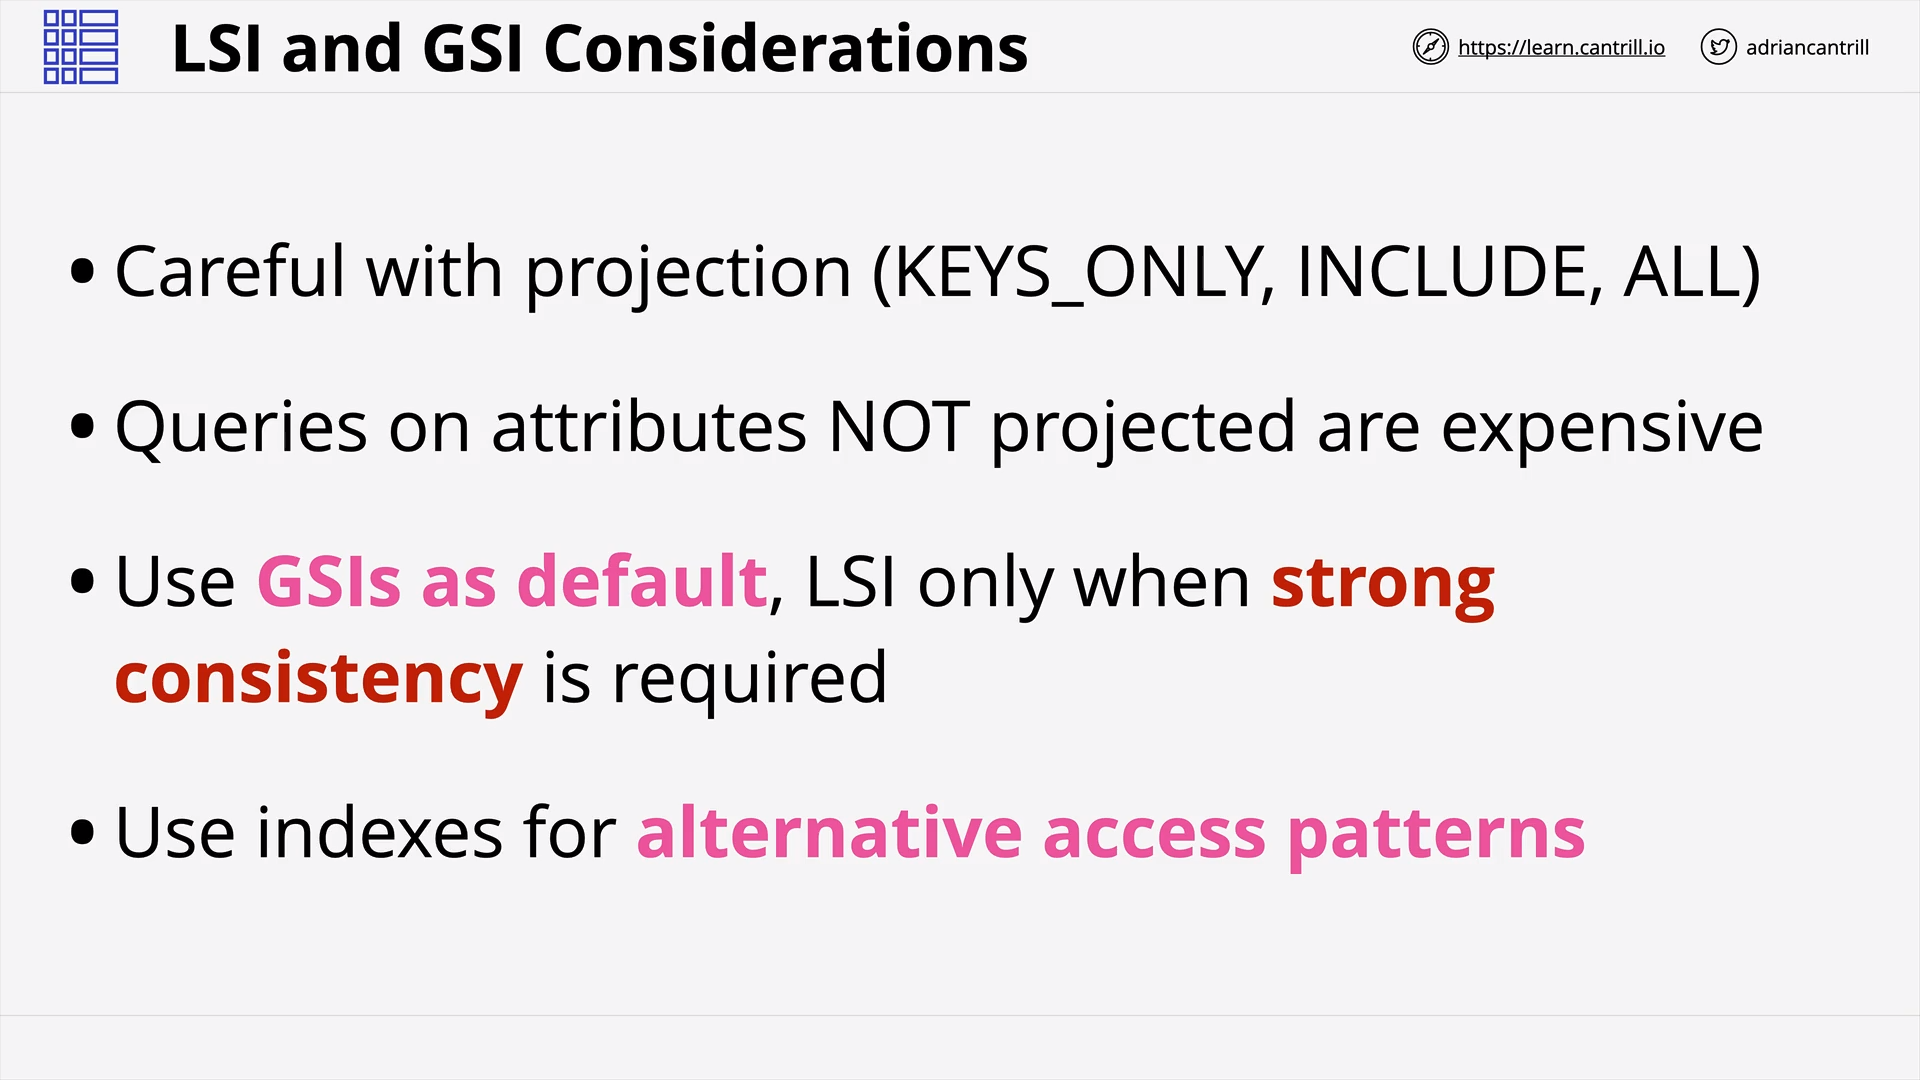 LSI and GSI Considerations
https://learn.cantrill.io
adriancantrill
• Careful with projection (KEYS_ONLY, INCLUDE, ALL)
• Queries on attributes NOT projected are expensive
• Use GSIs as default, LSI only when strong
consistency is required
• Use indexes for alternative access patterns